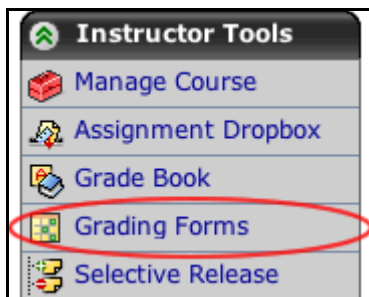 Instructor Tools
Manage Course
Assignment Dropbox
Grade Book
Grading Forms
Selective Release